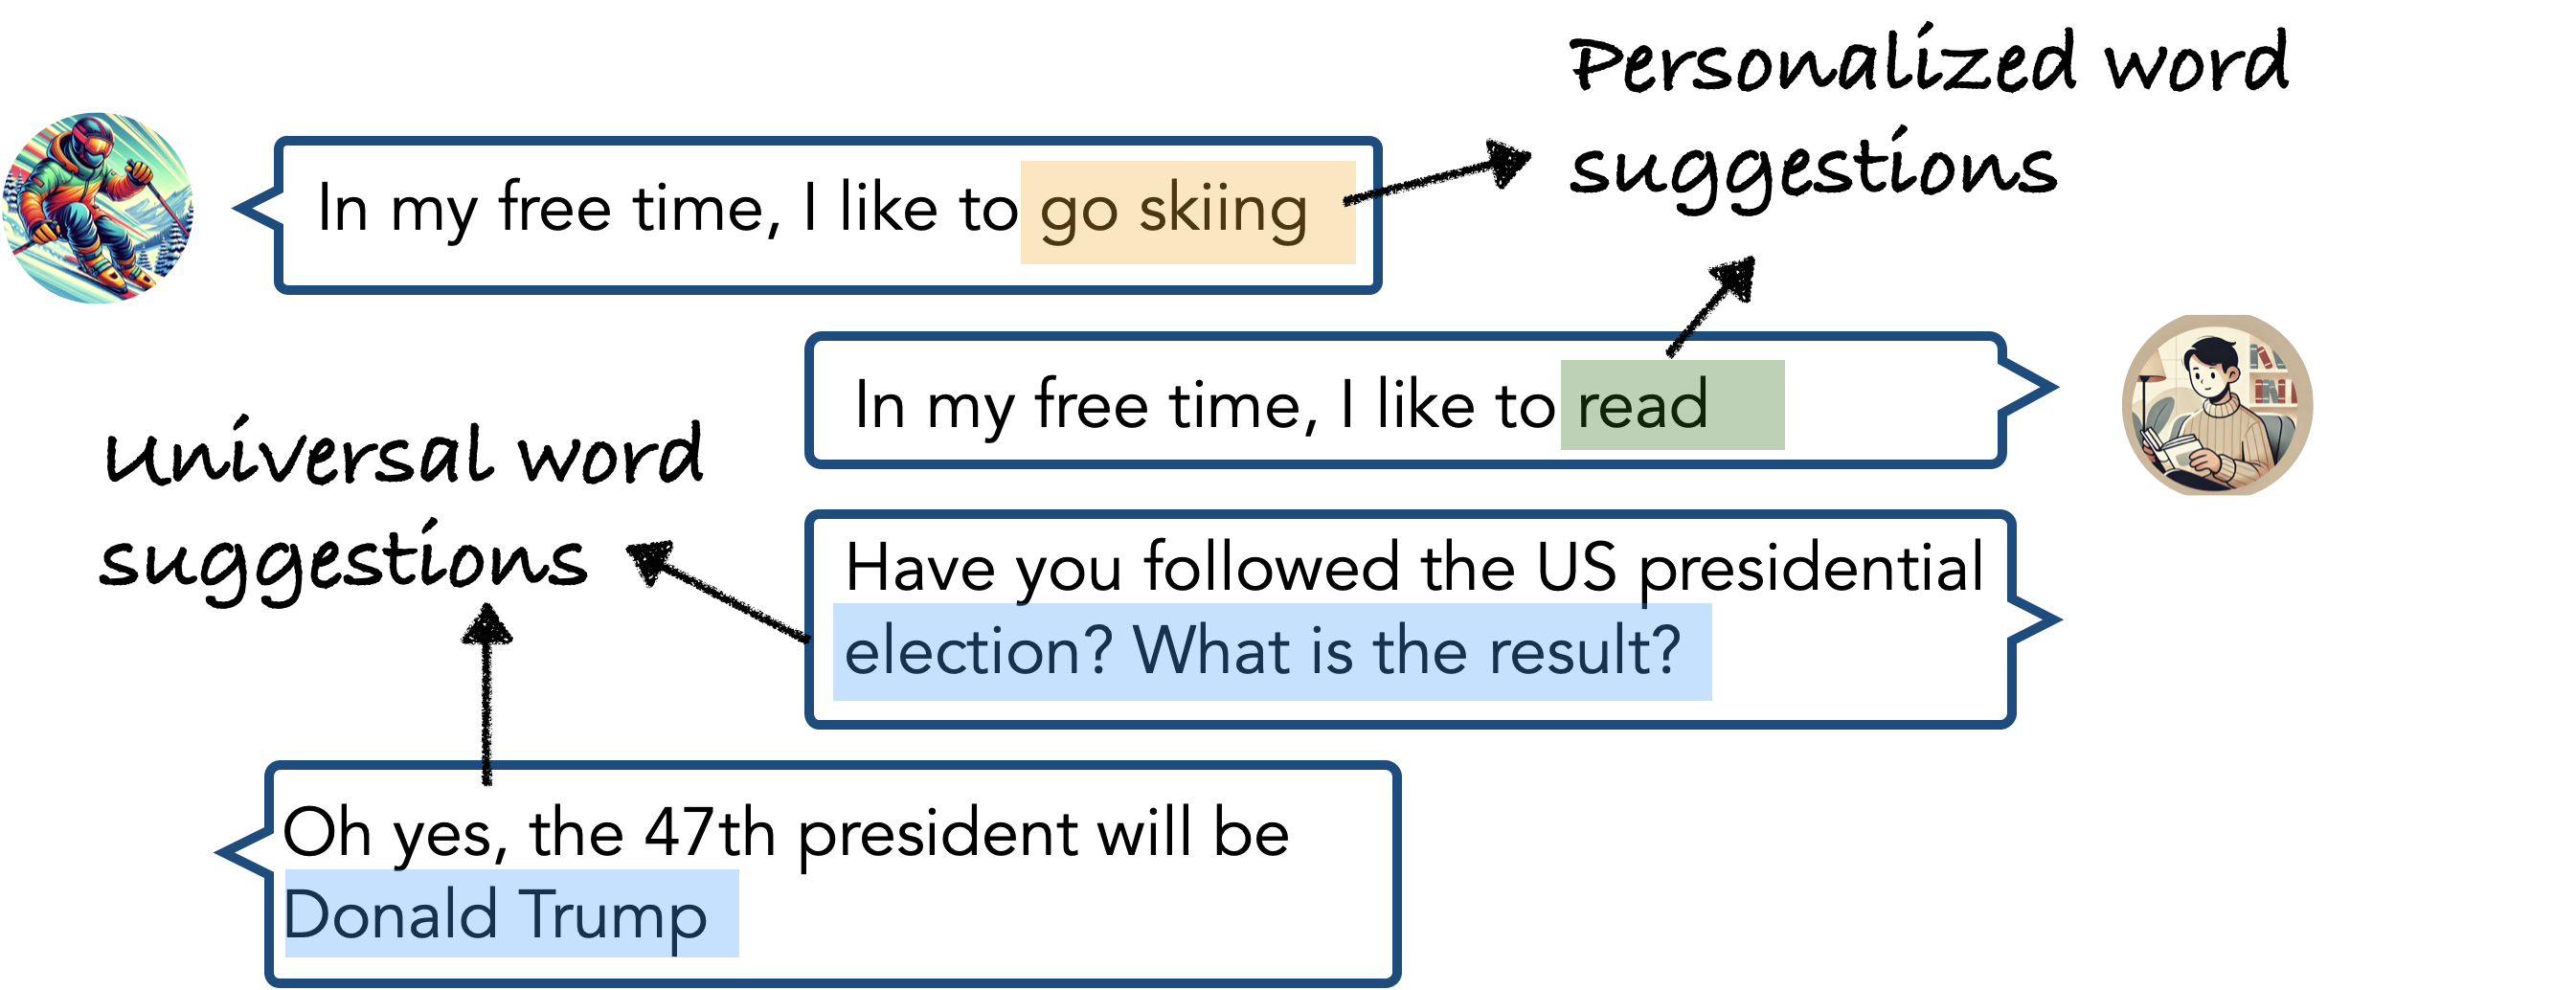 Personalized word
suggestions
In my free time, I like to go skiing
In my free time, I like to read
Universal word
suggestions
Have you followed the US presidential
election? What is the result?
Oh yes, the 47th president will be
Donald Trump